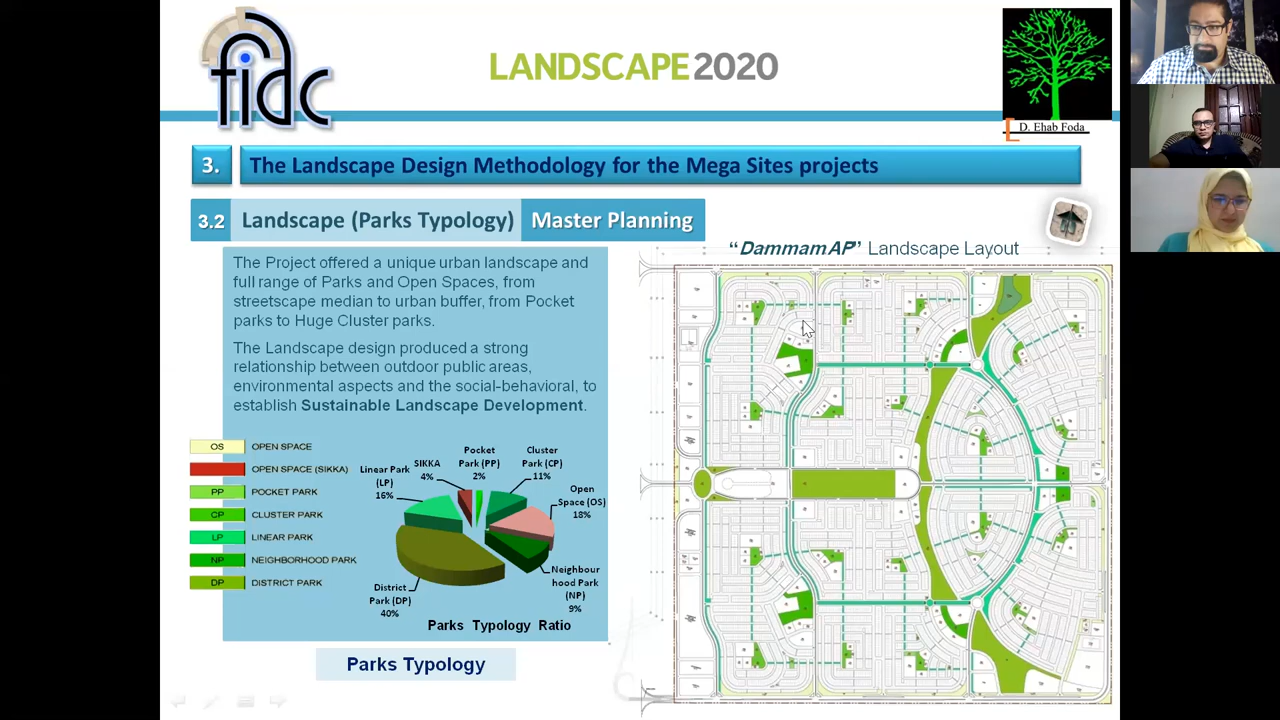 fidc
LANDSCAPE2020
D. Ehab Foda
3. The Landscape Design Methodology for the Mega Sites projects
3.2 Landscape (Parks Typology) Master Planning
The Project offered a unique urban landscape and
full range of Parks and Open Spaces, from
streetscape median to urban buffer, from Pocket
parks to Huge Cluster parks.
The Landscape design produced a strong
relationship between outdoor public areas,
environmental aspects and the social-behavioral, to
establish Sustainable Landscape Development.
OS OPEN SPACE
OPEN SPACE (SIKKA)
PP POCKET PARK
CP CLUSTER PARK
LP LINEAR PARK
NP NEIGHBORHOOD PARK
DP DISTRICT PARK
Linear Park
(LP)
16%
SIKKA
4%
Pocket
Park (PP)
2%
Cluster
Park (CP)
11%
Open
Space (OS)
18%
Neighbour
hood Park
(NP)
9%
District
Park (DP)
40%
Parks Typology Ratio
Parks Typology
“DammamAP” Landscape Layout